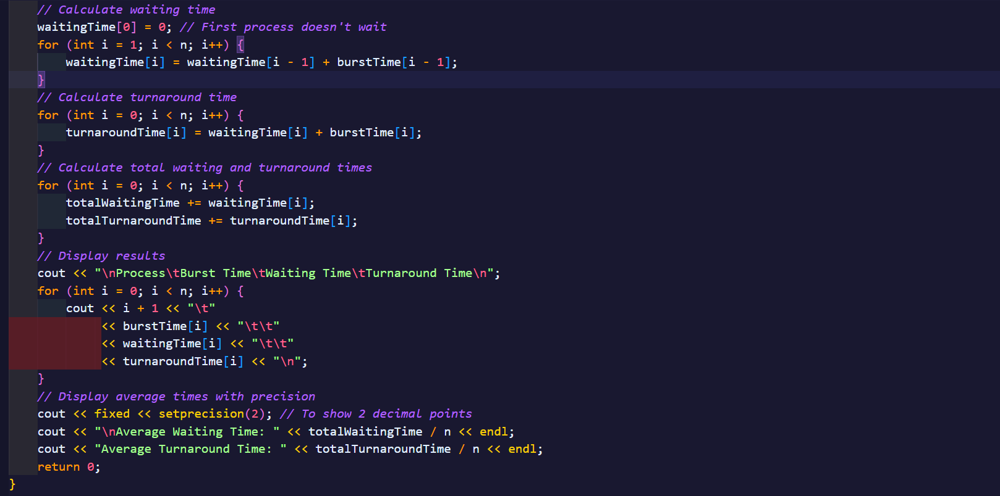 // Calculate waiting time
waitingTime[0] = 0; // First process doesn't wait
for (int i = 1; i < n; i++) {
waitingTime[i] = waitingTime[i - 1] + burstTime[i - 1];
}
// Calculate turnaround time
for (int i = 0; i < n; i++) {
turnaroundTime[i] = waitingTime[i] + burstTime[i];
}
// Calculate total waiting and turnaround times
for (int i = 0; i < n; i++) {
totalWaitingTime += waitingTime[i];
totalTurnaroundTime += turnaroundTime[i];
}
// Display results
cout << "\nProcess\tBurst Time\tWaiting Time\tTurnaround Time\n";
for (int i = 0; i < n; i++) {
cout << i + 1 << "\t"
<< burstTime[i] << "\t\t"
<< waitingTime[i] << "\t\t"
<< turnaroundTime[i] << "\n";
}
// Display average times with precision
cout << fixed << setprecision(2); // To show 2 decimal points
cout << "\nAverage Waiting Time: " << totalWaitingTime / n << endl;
cout << "Average Turnaround Time: " << totalTurnaroundTime / n << endl;
return 0;
}